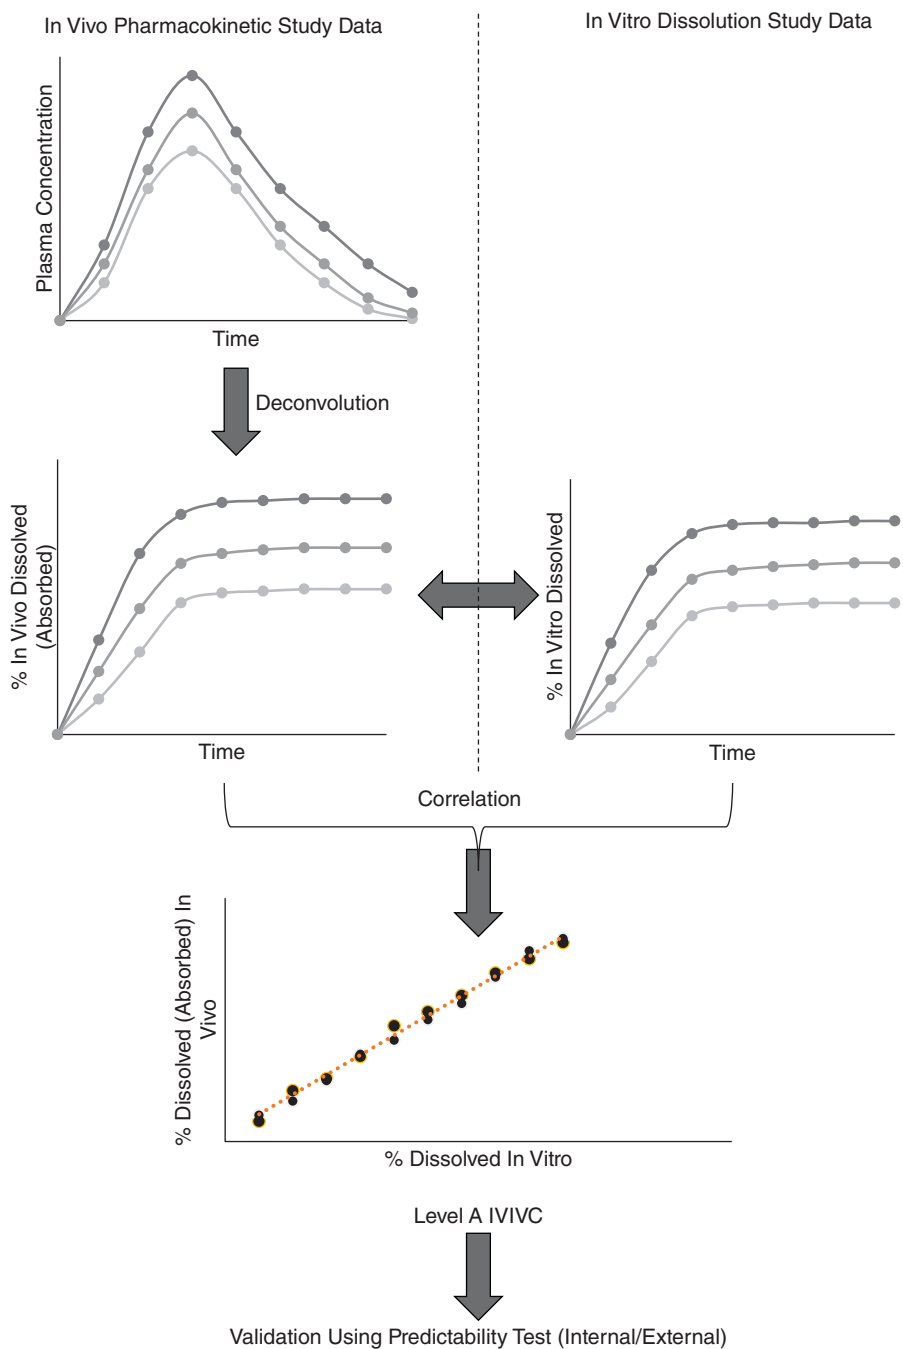 In Vivo Pharmacokinetic Study Data
In Vitro Dissolution Study Data
Plasma Concentration
Time
Deconvolution
% In Vivo Dissolved
(Absorbed)
Time
% In Vitro Dissolved
Time
Correlation
% Dissolved (Absorbed) In
Vivo
% Dissolved In Vitro
Level A IVIVC
Validation Using Predictability Test (Internal/External)